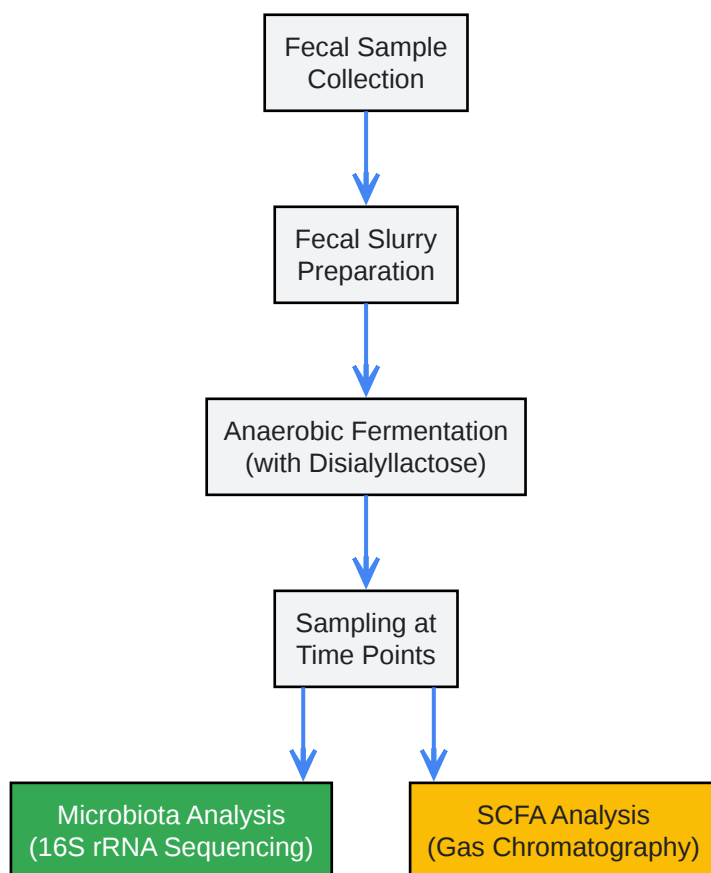 Fecal Sample
Collection
Fecal Slurry
Preparation
Anaerobic Fermentation
(with Disialyllactose)
Sampling at
Time Points
Microbiota Analysis
(16S rRNA Sequencing)
SCFA Analysis
(Gas Chromatography)